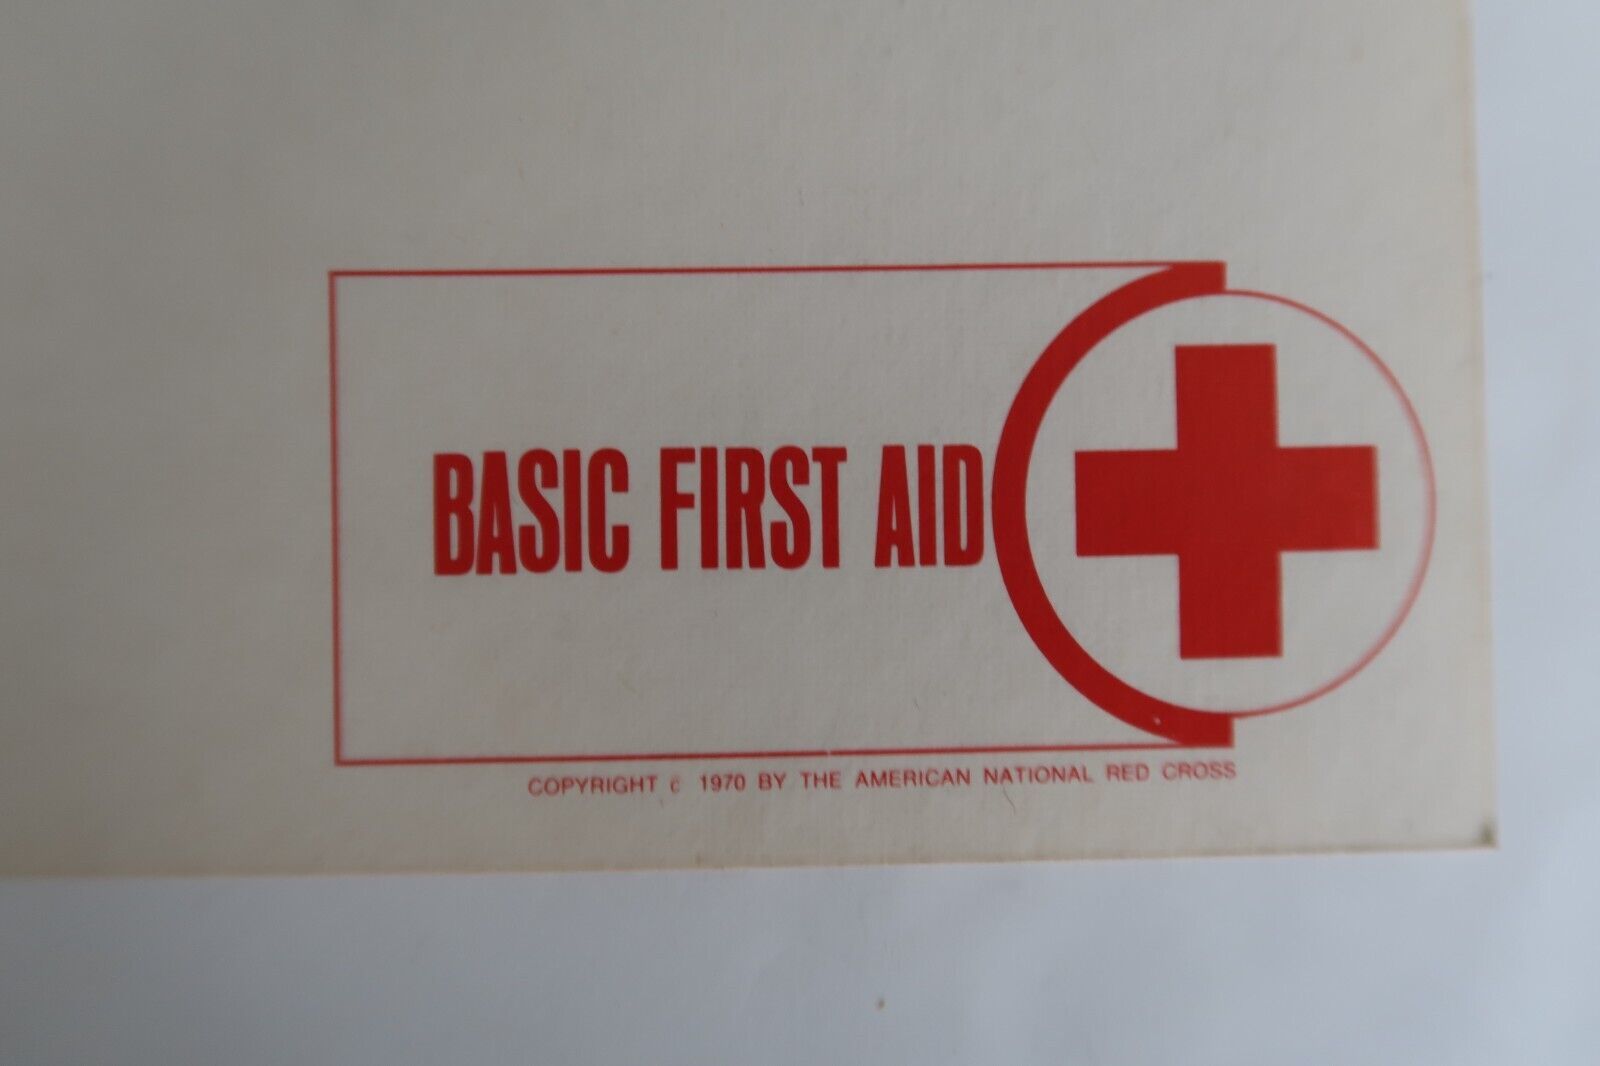 BASIC FIRST AID
COPYRIGHT c 1970 BY THE AMERICAN NATIONAL RED CROSS